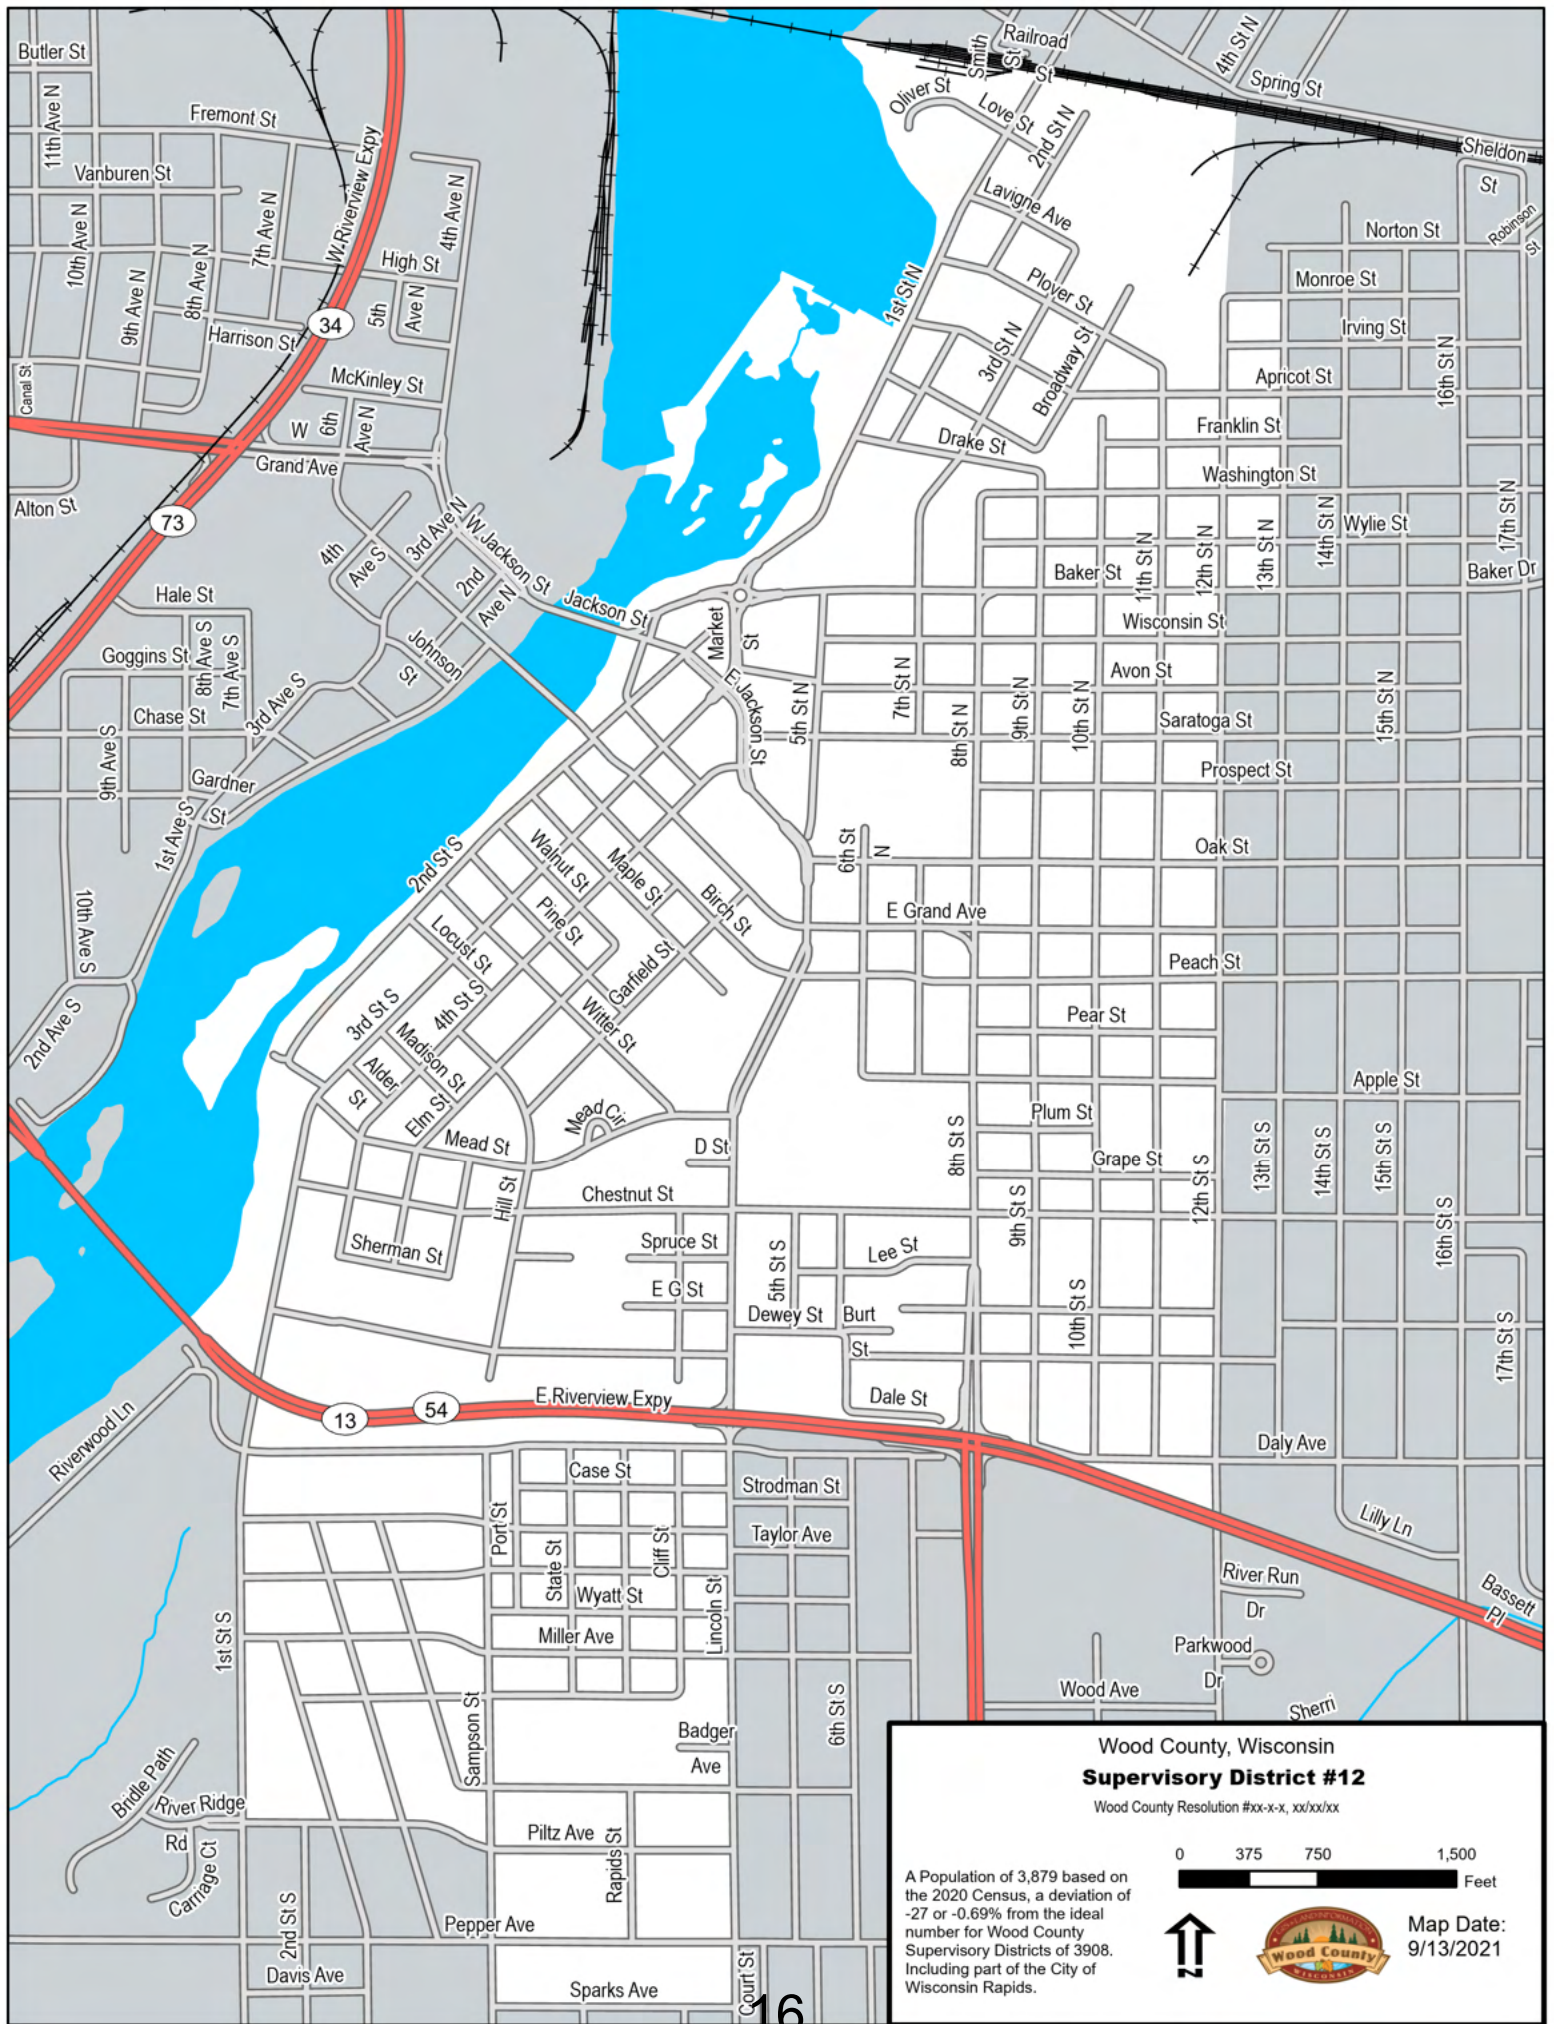 Railroad
St
Smith
St
4th St N
Butler St
Spring St
Oliver St
Love St
11th Ave N
Fremont St
2nd St N
Sheldon
St
Vanburen St
W Riverview Expy
4th Ave N
Lavigne Ave
Robinson
St
10th Ave N
7th Ave N
Norton St
8th Ave N
High St
9th Ave N
5th
Ave N
1st St N
Plover St
Monroe St
34
Harrison St
3rd St N
Broadway St
Irving St
16th St N
Canal St
McKinley St
Apricot St
W
6th
Ave N
Franklin St
Grand Ave
Drake St
Washington St
Alton St
73
3rd Ave N
W Jackson St
14th St N
Wylie St
17th St N
4th
Ave S
2nd
Ave N
11th St N
12th St N
13th St N
Baker St
Baker Dr
Hale St
Jackson St
Market
St
Wisconsin St
Goggins St
8th Ave S
7th Ave S
Johnson
St
Avon St
3rd Ave S
E Jackson St
5th St N
7th St N
8th St N
9th St N
10th St N
15th St N
Chase St
Saratoga St
9th Ave S
Gardner
St
Prospect St
1st Ave S
2nd St S
Walnut St
Maple St
6th St
N
Oak St
10th Ave S
Birch St
Pine St
E Grand Ave
Locust St
Garfield St
Peach St
2nd Ave S
3rd St S
4th St S
Witter St
Pear St
Madison St
Alder
St
Apple St
Elm St
Mead Cir
Plum St
Mead St
D St
8th St S
Grape St
12th St S
13th St S
14th St S
15th St S
Hill St
Chestnut St
9th St S
16th St S
Sherman St
Spruce St
5th St S
Lee St
E G St
10th St S
Dewey St
Burt
St
17th St S
Riverwood Ln
13
54
E Riverview Expy
Dale St
Daly Ave
Case St
Strodman St
Port St
Lilly Ln
State St
Cliff St
Taylor Ave
River Run
Dr
Bassett
Pl
Wyatt St
Lincoln St
1st St S
Miller Ave
Parkwood
Dr
Sampson St
6th St S
Wood Ave
Sherri
Badger
Ave
Bridle Path
River Ridge
Rd
Carriage Ct
Piltz Ave
Rapids St
2nd St S
Pepper Ave
Davis Ave
Sparks Ave
Court St
16
Wood County, Wisconsin
Supervisory District #12
Wood County Resolution #xx-x-x, xx/xx/xx
0 375 750 1,500
Feet
A Population of 3,879 based on
the 2020 Census, a deviation of
-27 or -0.69% from the ideal
number for Wood County
Supervisory Districts of 3908.
Including part of the City of
Wisconsin Rapids.
N
Wood County
WISCONSIN
Map Date:
9/13/2021